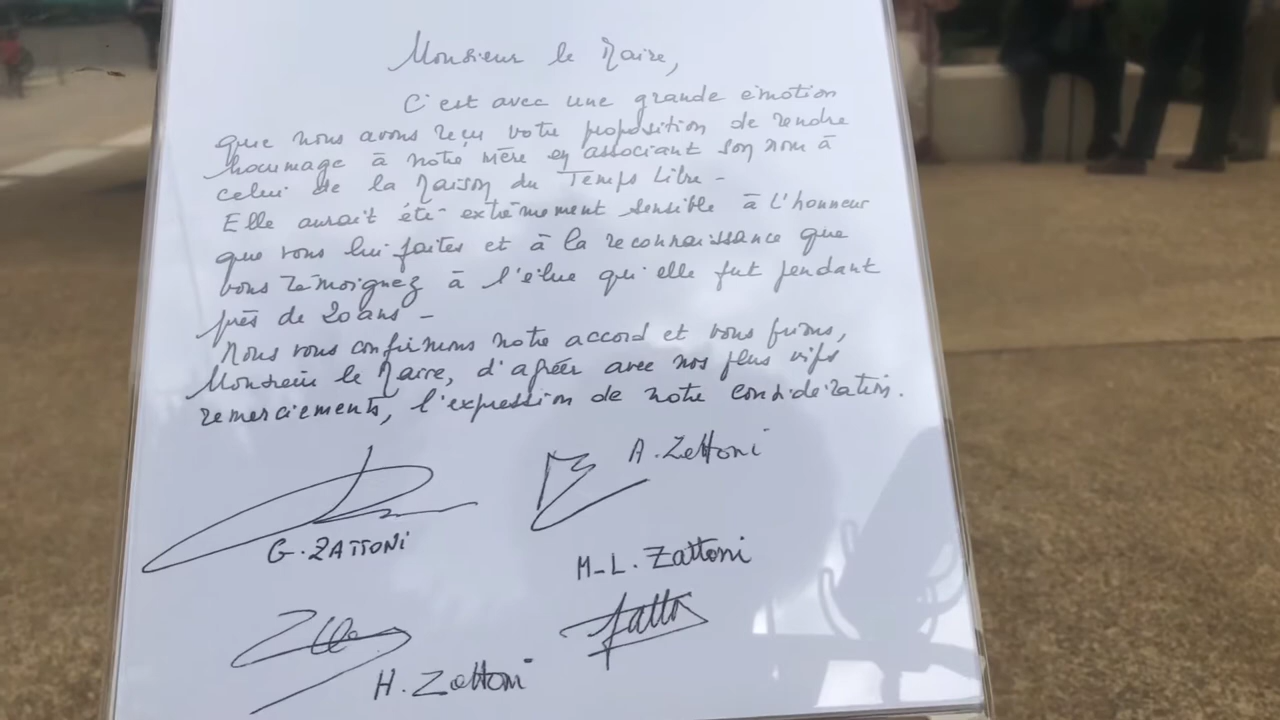 Monsieur le Maire,
C'est avec une grande émotion
que nous avons reçu votre proposition de rendre
hommage à notre mère en associant son nom à
celui de la Maison du Temps Libre -
Elle aurait été extrêmement sensible à l'honneur
que vous lui faites et à la reconnaissance que
vous témoignez à l'élue qu'elle fut pendant
près de 20 ans -
Nous vous confirmons notre accord et vous prions,
Monsieur le Maire, d'agréer avec nos plus vifs
remerciements, l'expression de notre considération.
A. Zattoni
G. ZATTONI
M-L. Zattoni
H. Zattoni